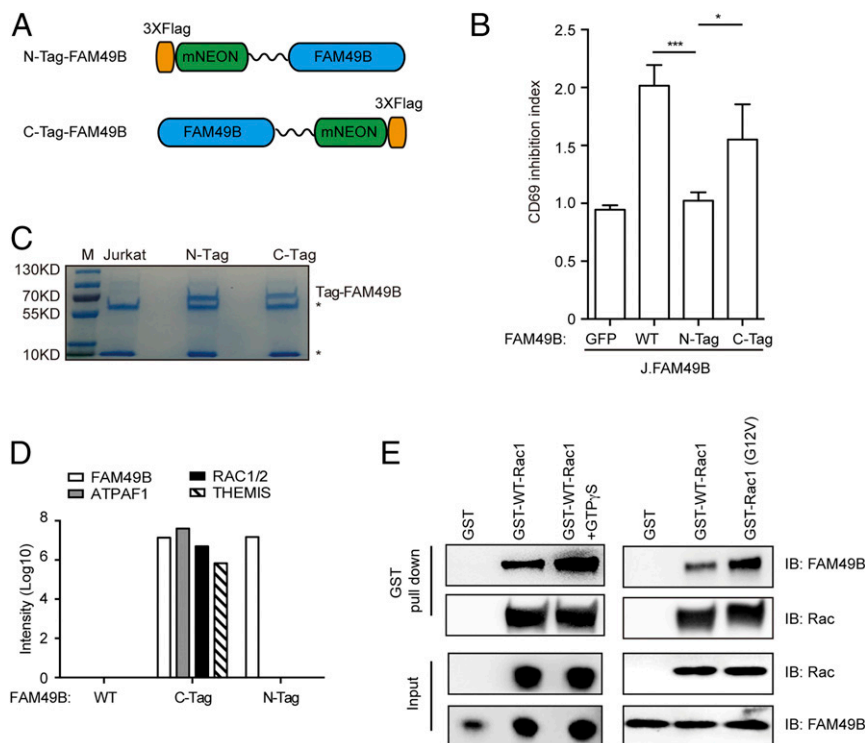 A
3XFlag
N-Tag-FAM49B
mNEON
FAM49B
3XFlag
C-Tag-FAM49B
FAM49B
mNEON
B
CD69 inhibition index
2.5
2.0
1.5
1.0
0.5
0
***
*
FAM49B: GFP WT N-Tag C-Tag
J.FAM49B
C
M Jurkat N-Tag C-Tag
130KD
70KD
55KD
10KD
Tag-FAM49B
*
*
D
FAM49B
RAC1/2
ATPAF1
THEMIS
Intensity (Log10)
8
6
4
2
0
FAM49B: WT C-Tag N-Tag
E
GST
GST-WT-Rac1
GST-WT-Rac1
+GTPγS
GST
GST-WT-Rac1
GST-Rac1 (G12V)
GST
pull down
IB: FAM49B
IB: Rac
Input
IB: Rac
IB: FAM49B